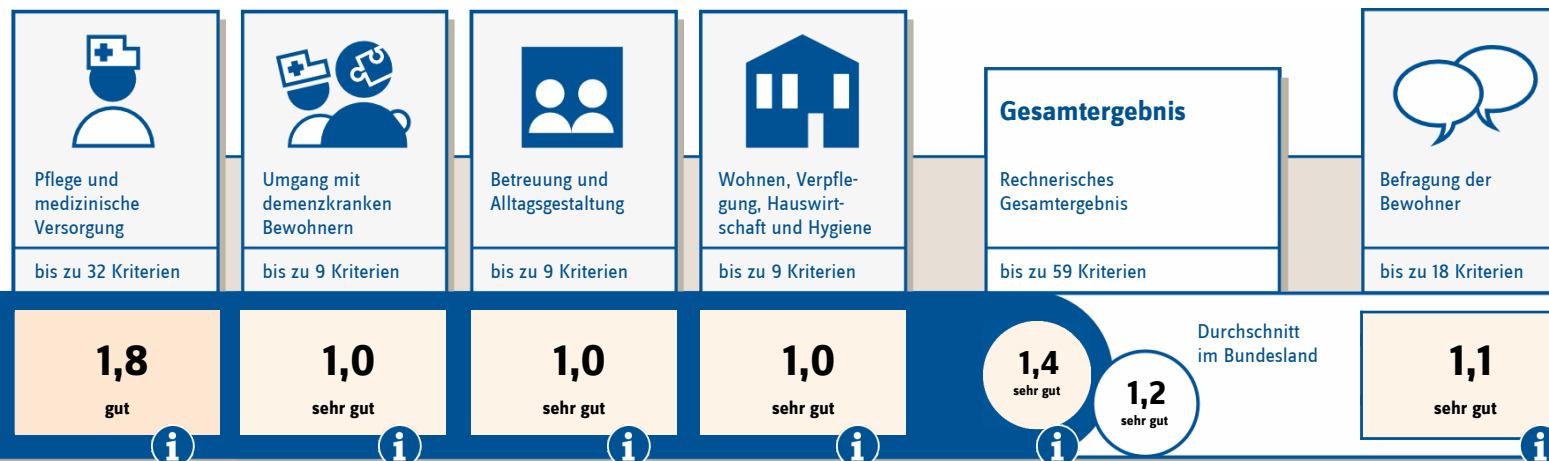 Pflege und
medizinische
Versorgung
bis zu 32 Kriterien
1,8
gut
i
Umgang mit
demenzkranken
Bewohnern
bis zu 9 Kriterien
1,0
sehr gut
i
Betreuung und
Alltagsgestaltung
bis zu 9 Kriterien
1,0
sehr gut
i
Wohnen, Verpfle-
gung, Hauswirt-
schaft und Hygiene
bis zu 9 Kriterien
1,0
sehr gut
i
Gesamtergebnis
Rechnerisches
Gesamtergebnis
bis zu 59 Kriterien
1,4
sehr gut
i
1,2
sehr gut
Durchschnitt
im Bundesland
Befragung der
Bewohner
bis zu 18 Kriterien
1,1
sehr gut
i